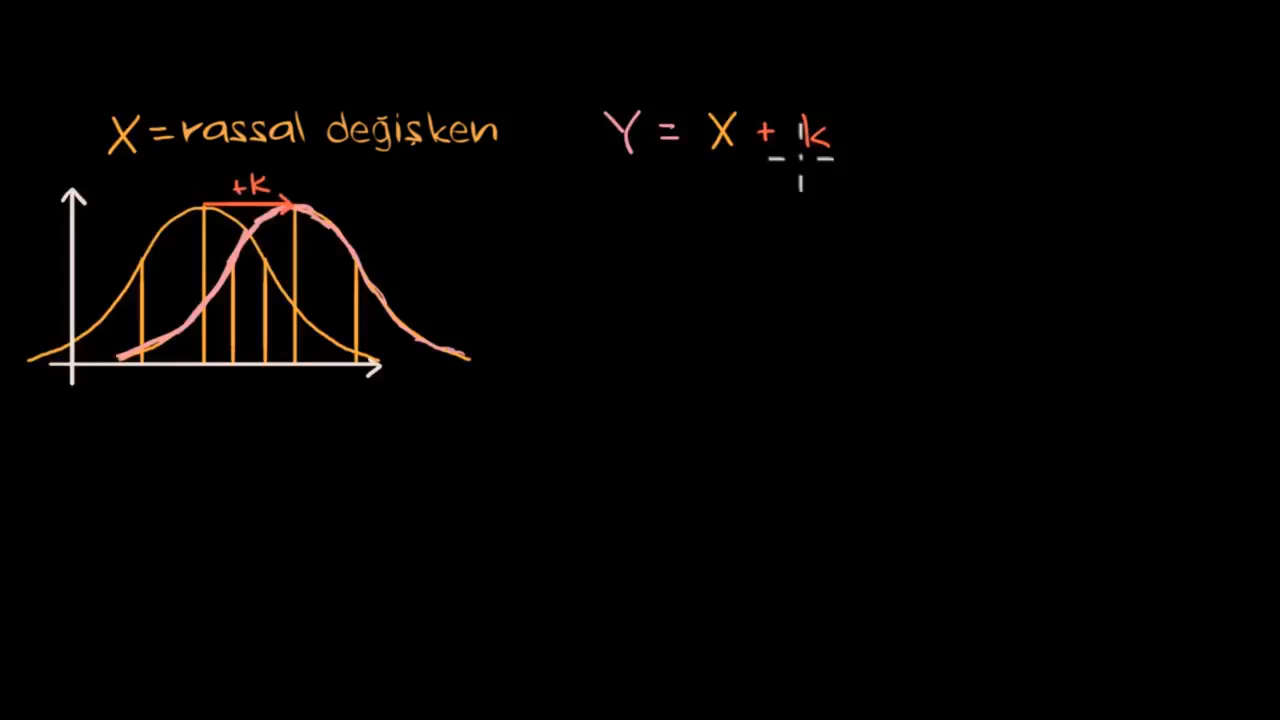 X = rassal değişken
Y = X + k
+k